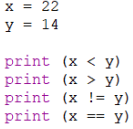 x = 22
y = 14
print (x < y)
print (x > y)
print (x != y)
print (x == y)